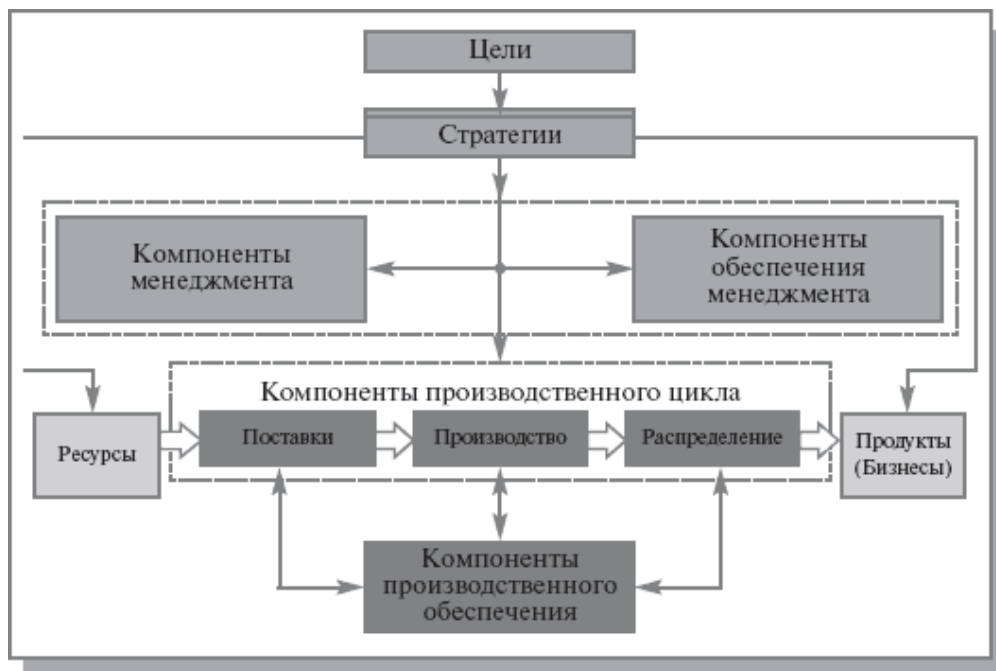 Цели
Стратегии
Компоненты
менеджмента
Компоненты
обеспечения
менеджмента
Компоненты производственного цикла
Ресурсы
Поставки
Производство
Распределение
Продукты
(Бизнесы)
Компоненты
производственного
обеспечения